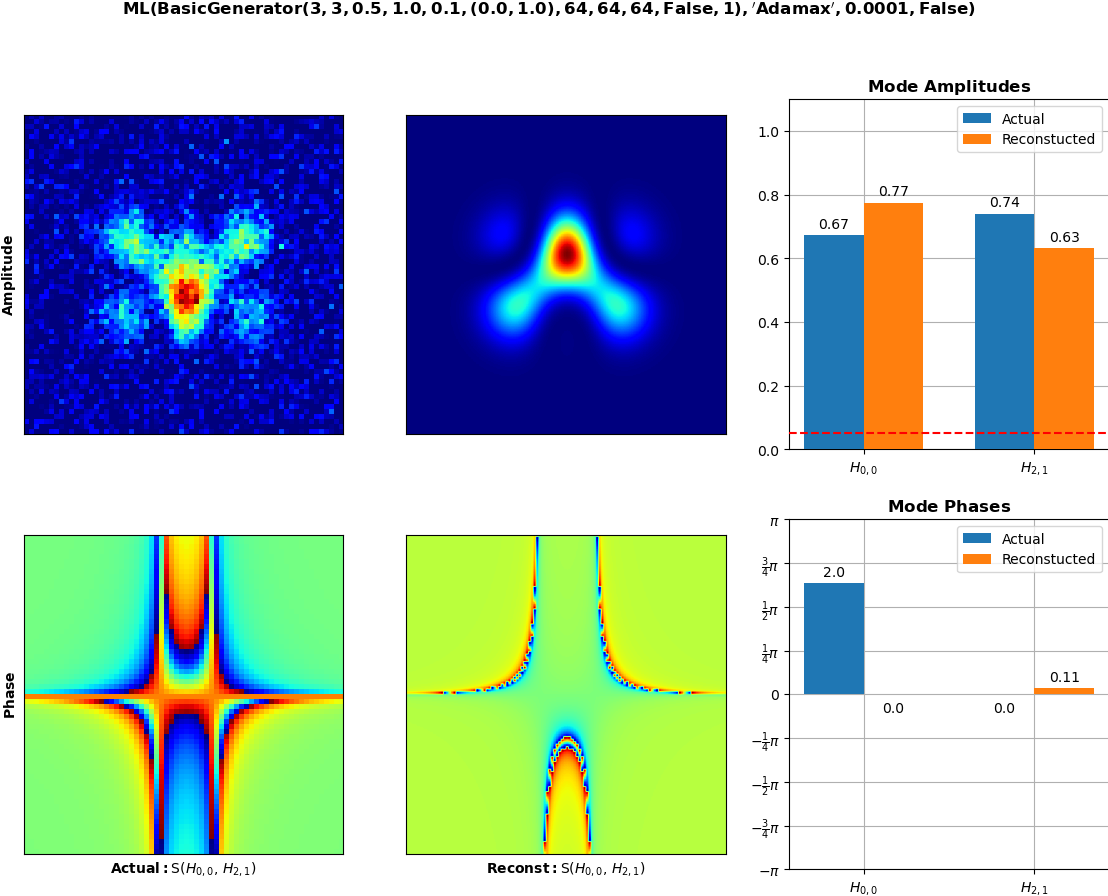 ML(BasicGenerator(3, 3, 0.5, 1.0, 0.1, (0.0, 1.0), 64, 64, 64, False, 1), ′Adamax′, 0.0001, False)
Amplitude
Mode Amplitudes
Actual
Reconstucted
1.0
0.8
0.6
0.4
0.2
0.0
0.67
0.77
0.74
0.63
H0, 0
H2, 1
Phase
Actual: S(H0, 0, H2, 1)
Reconst: S(H0, 0, H2, 1)
Mode Phases
Actual
Reconstucted
π
3/4π
1/2π
1/4π
0
−1/4π
−1/2π
−3/4π
−π
2.0
0.0
0.0
0.11
H0, 0
H2, 1